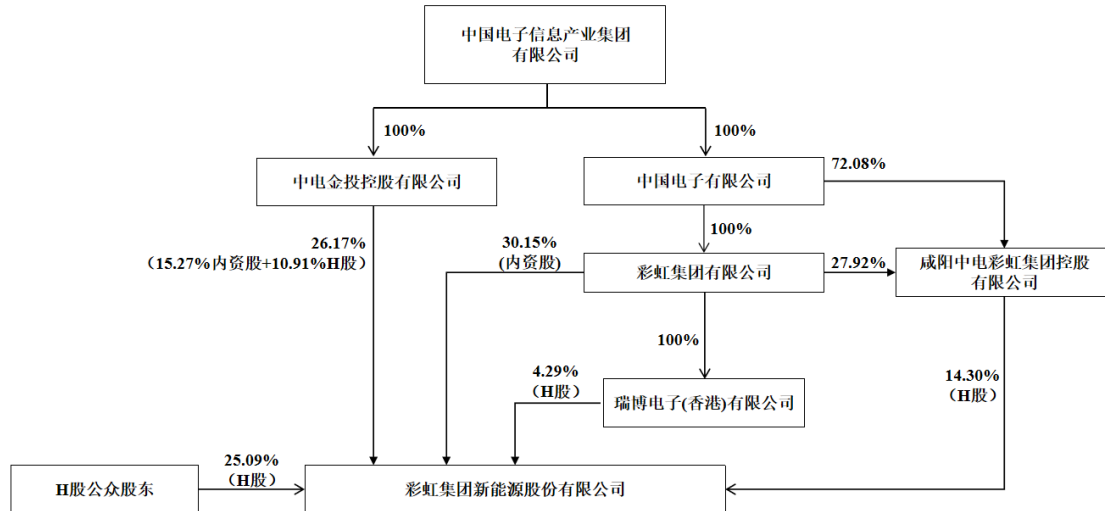 中国电子信息产业集团
有限公司
100%
100%
中电金投控股有限公司
中国电子有限公司
72.08%
26.17%
（15.27%内资股+10.91%H股）
30.15%
(内资股)
100%
彩虹集团有限公司
27.92%
咸阳中电彩虹集团控股
有限公司
100%
4.29%
（H股）
瑞博电子(香港)有限公司
14.30%
（H股）
H股公众股东
25.09%
（H股）
彩虹集团新能源股份有限公司